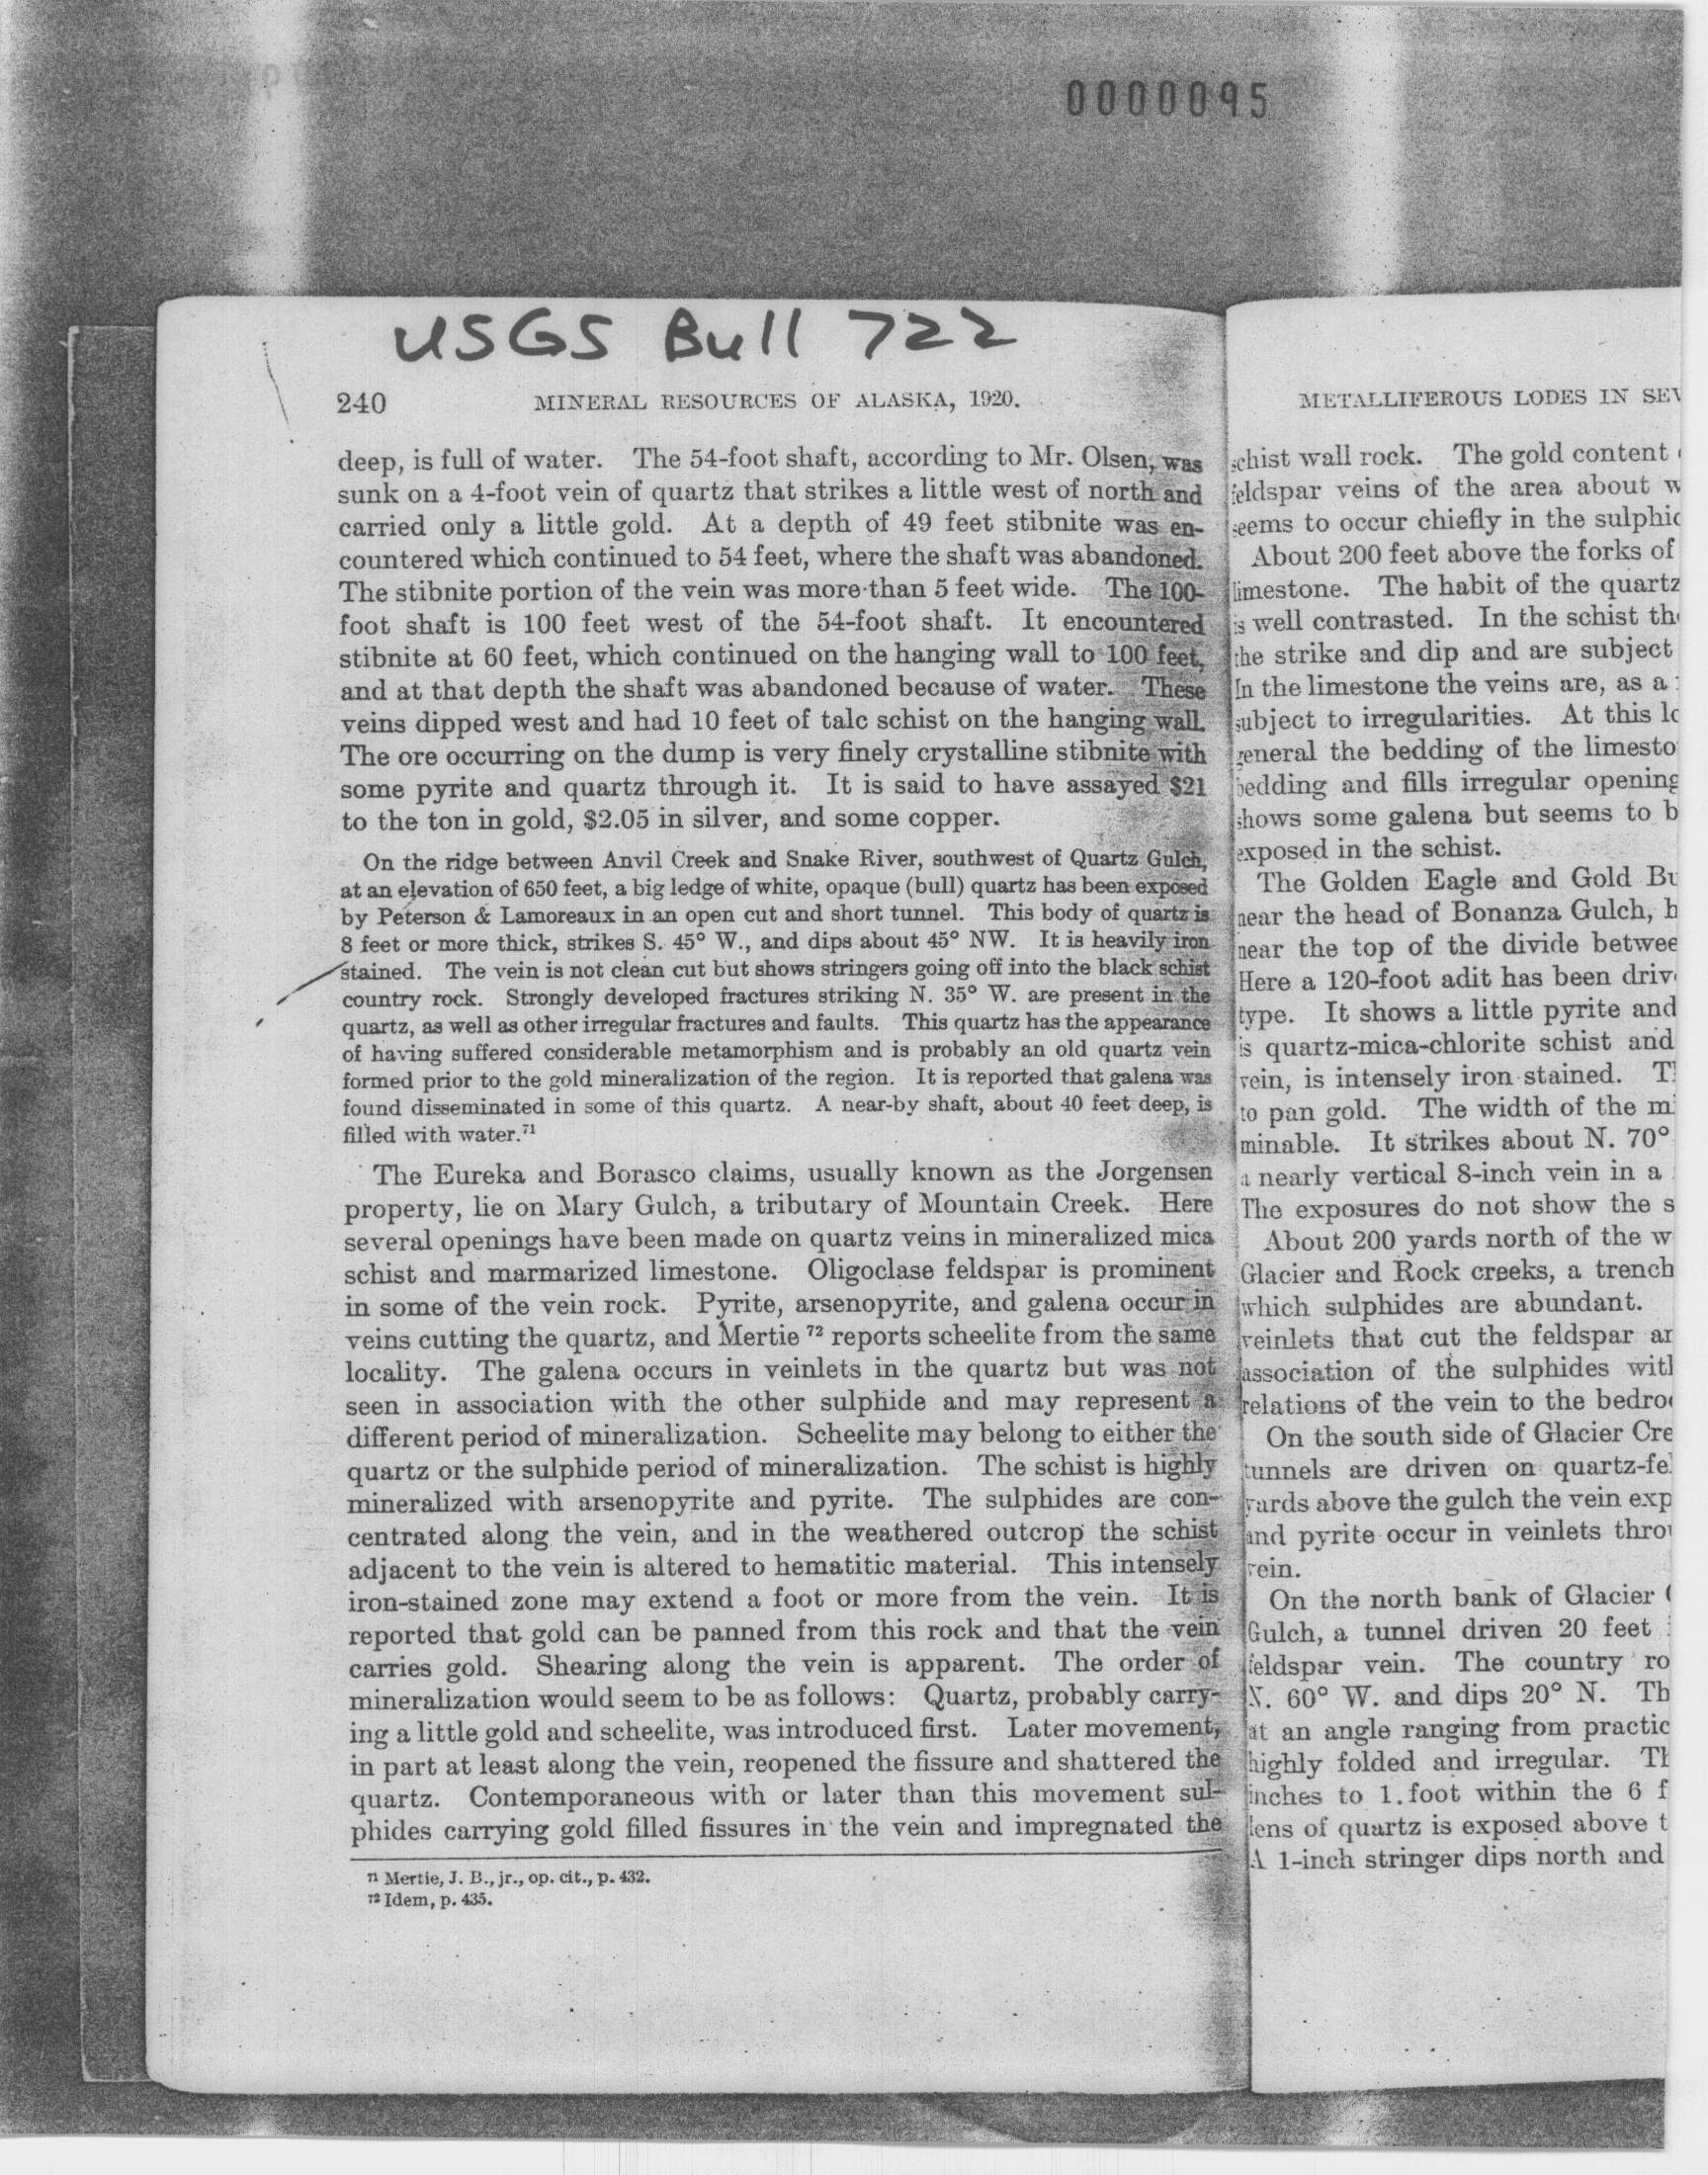 0000095
USGS Bull 722
240 MINERAL RESOURCES OF ALASKA, 1920.
deep, is full of water. The 54-foot shaft, according to Mr. Olsen, was
sunk on a 4-foot vein of quartz that strikes a little west of north and
carried only a little gold. At a depth of 49 feet stibnite was en-
countered which continued to 54 feet, where the shaft was abandoned.
The stibnite portion of the vein was more than 5 feet wide. The 100-
foot shaft is 100 feet west of the 54-foot shaft. It encountered
stibnite at 60 feet, which continued on the hanging wall to 100 feet,
and at that depth the shaft was abandoned because of water. These
veins dipped west and had 10 feet of talc schist on the hanging wall.
The ore occurring on the dump is very finely crystalline stibnite with
some pyrite and quartz through it. It is said to have assayed $21
to the ton in gold, $2.05 in silver, and some copper.
On the ridge between Anvil Creek and Snake River, southwest of Quartz Gulch,
at an elevation of 650 feet, a big ledge of white, opaque (bull) quartz has been exposed
by Peterson & Lamoreaux in an open cut and short tunnel. This body of quartz is
8 feet or more thick, strikes S. 45° W., and dips about 45° NW. It is heavily iron
stained. The vein is not clean cut but shows stringers going off into the black schist
country rock. Strongly developed fractures striking N. 35° W. are present in the
quartz, as well as other irregular fractures and faults. This quartz has the appearance
of having suffered considerable metamorphism and is probably an old quartz vein
formed prior to the gold mineralization of the region. It is reported that galena was
found disseminated in some of this quartz. A near-by shaft, about 40 feet deep, is
filled with water.71
The Eureka and Borasco claims, usually known as the Jorgensen
property, lie on Mary Gulch, a tributary of Mountain Creek. Here
several openings have been made on quartz veins in mineralized mica
schist and marmarized limestone. Oligoclase feldspar is prominent
in some of the vein rock. Pyrite, arsenopyrite, and galena occur in
veins cutting the quartz, and Mertie 72 reports scheelite from the same
locality. The galena occurs in veinlets in the quartz but was not
seen in association with the other sulphide and may represent a
different period of mineralization. Scheelite may belong to either the
quartz or the sulphide period of mineralization. The schist is highly
mineralized with arsenopyrite and pyrite. The sulphides are con-
centrated along the vein, and in the weathered outcrop the schist
adjacent to the vein is altered to hematitic material. This intensely
iron-stained zone may extend a foot or more from the vein. It is
reported that gold can be panned from this rock and that the vein
carries gold. Shearing along the vein is apparent. The order of
mineralization would seem to be as follows: Quartz, probably carry-
ing a little gold and scheelite, was introduced first. Later movement,
in part at least along the vein, reopened the fissure and shattered the
quartz. Contemporaneous with or later than this movement sul-
phides carrying gold filled fissures in the vein and impregnated the
71 Mertie, J. B., jr., op. cit., p. 432.
72 Idem, p. 435.
METALLIFEROUS LODES IN SE
schist wall rock. The gold content
feldspar veins of the area about
seems to occur chiefly in the sulphi
About 200 feet above the forks of
limestone. The habit of the quartz
is well contrasted. In the schist th
the strike and dip and are subject
In the limestone the veins are, as a
subject to irregularities. At this lo
general the bedding of the limesto
bedding and fills irregular opening
shows some galena but seems to b
exposed in the schist.
The Golden Eagle and Gold Bu
near the head of Bonanza Gulch, h
near the top of the divide betwee
Here a 120-foot adit has been driv
type. It shows a little pyrite and
is quartz-mica-chlorite schist and
vein, is intensely iron stained. T
to pan gold. The width of the m
minable. It strikes about N. 70°
a nearly vertical 8-inch vein in a
The exposures do not show the s
About 200 yards north of the w
Glacier and Rock creeks, a trench
which sulphides are abundant.
veinlets that cut the feldspar ar
association of the sulphides wit
relations of the vein to the bedro
On the south side of Glacier Cre
tunnels are driven on quartz-fe
yards above the gulch the vein exp
and pyrite occur in veinlets thro
vein.
On the north bank of Glacier
Gulch, a tunnel driven 20 feet
feldspar vein. The country ro
N. 60° W. and dips 20° N. Th
at an angle ranging from practic
highly folded and irregular. Th
inches to 1 foot within the 6 f
lens of quartz is exposed above t
A 1-inch stringer dips north and